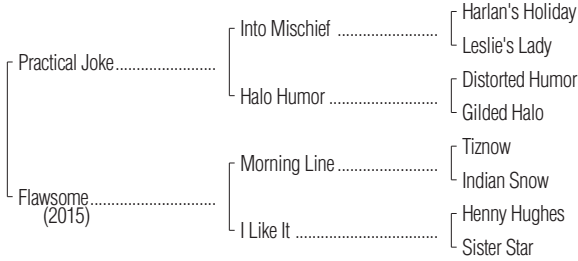 Harlan's Holiday
Into Mischief ....................
Leslie's Lady
Practical Joke....................
Distorted Humor
Halo Humor ....................
Gilded Halo
Tiznow
Morning Line ....................
Indian Snow
Flawsome....................
(2015)
Henny Hughes
I Like It ....................
Sister Star